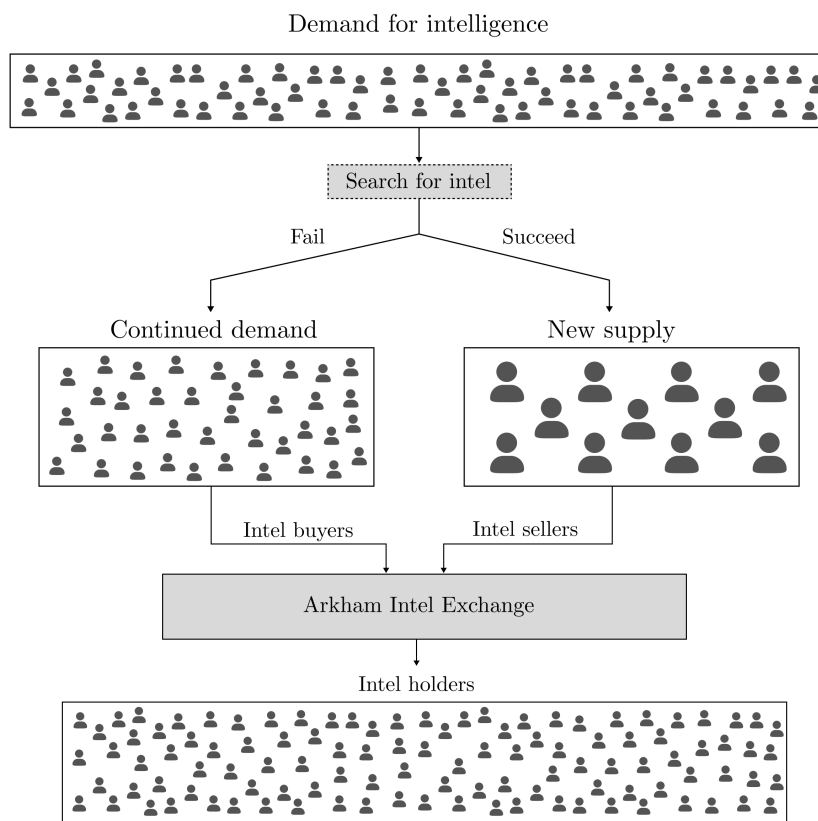 Demand for intelligence
Search for intel
Fail
Succeed
Continued demand
New supply
Intel buyers
Intel sellers
Arkham Intel Exchange
Intel holders